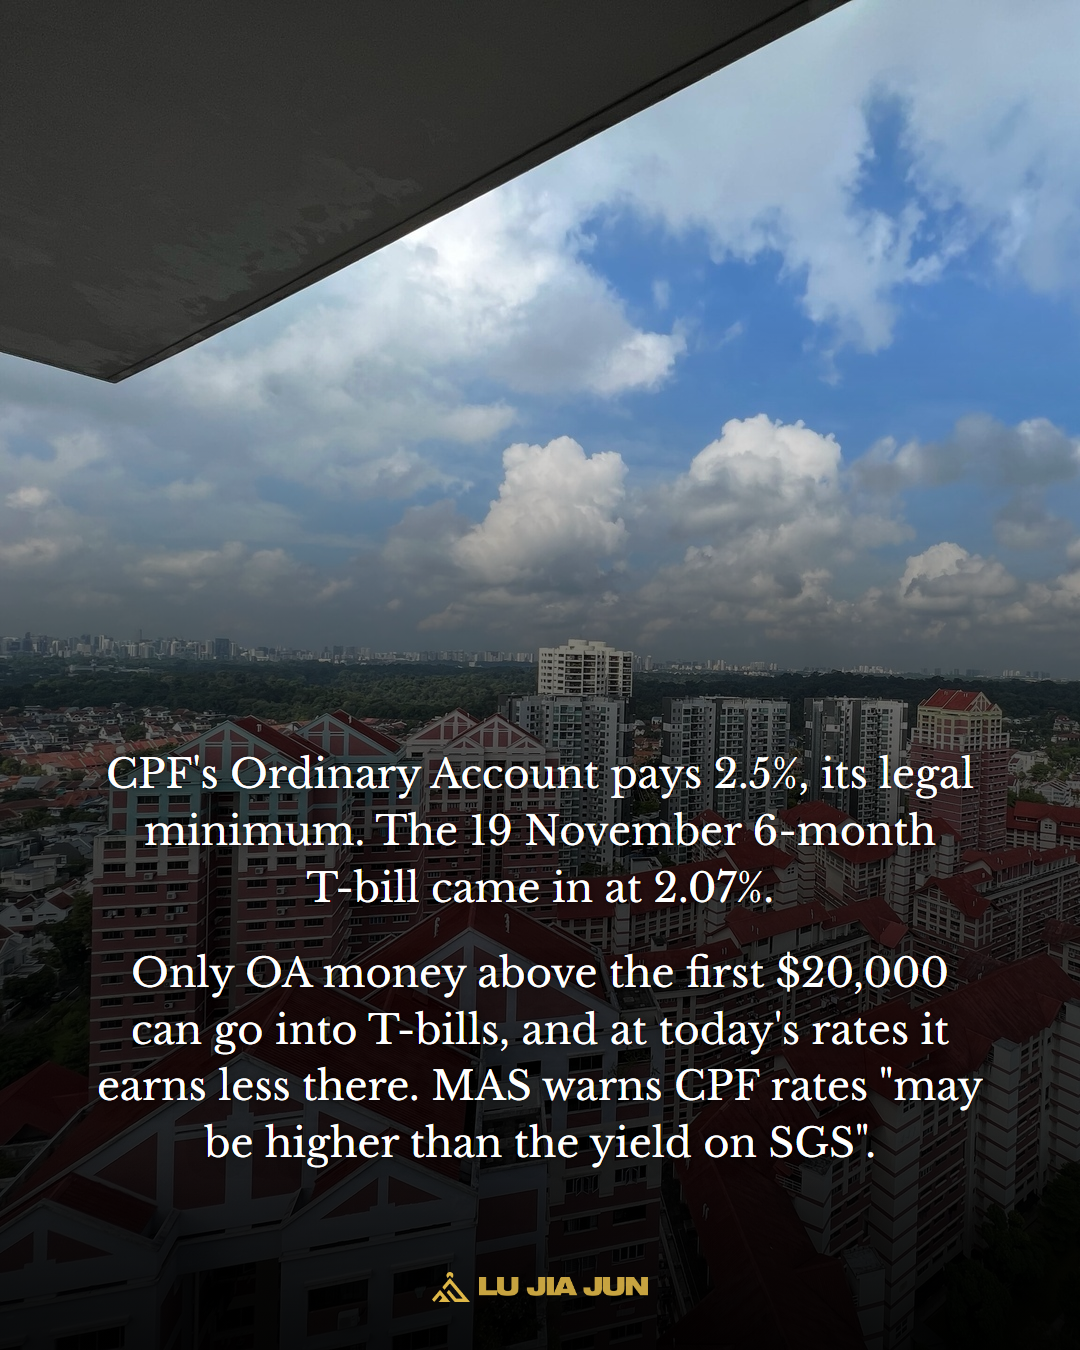 CPF's Ordinary Account pays 2.5%, its legal
minimum. The 19 November 6-month
T-bill came in at 2.07%.
Only OA money above the first $20,000
can go into T-bills, and at today's rates it
earns less there. MAS warns CPF rates "may
be higher than the yield on SGS".
LU JIA JUN